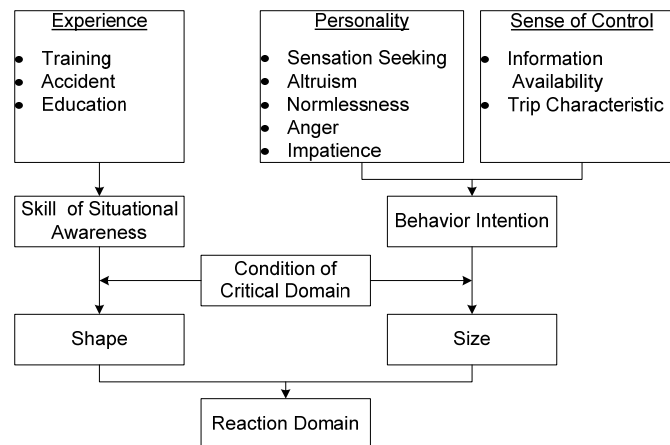 Experience
• Training
• Accident
• Education
Personality
• Sensation Seeking
• Altruism
• Normlessness
• Anger
• Impatience
Sense of Control
• Information
Availability
• Trip Characteristic
Skill of Situational
Awareness
Behavior Intention
Condition of
Critical Domain
Shape
Size
Reaction Domain